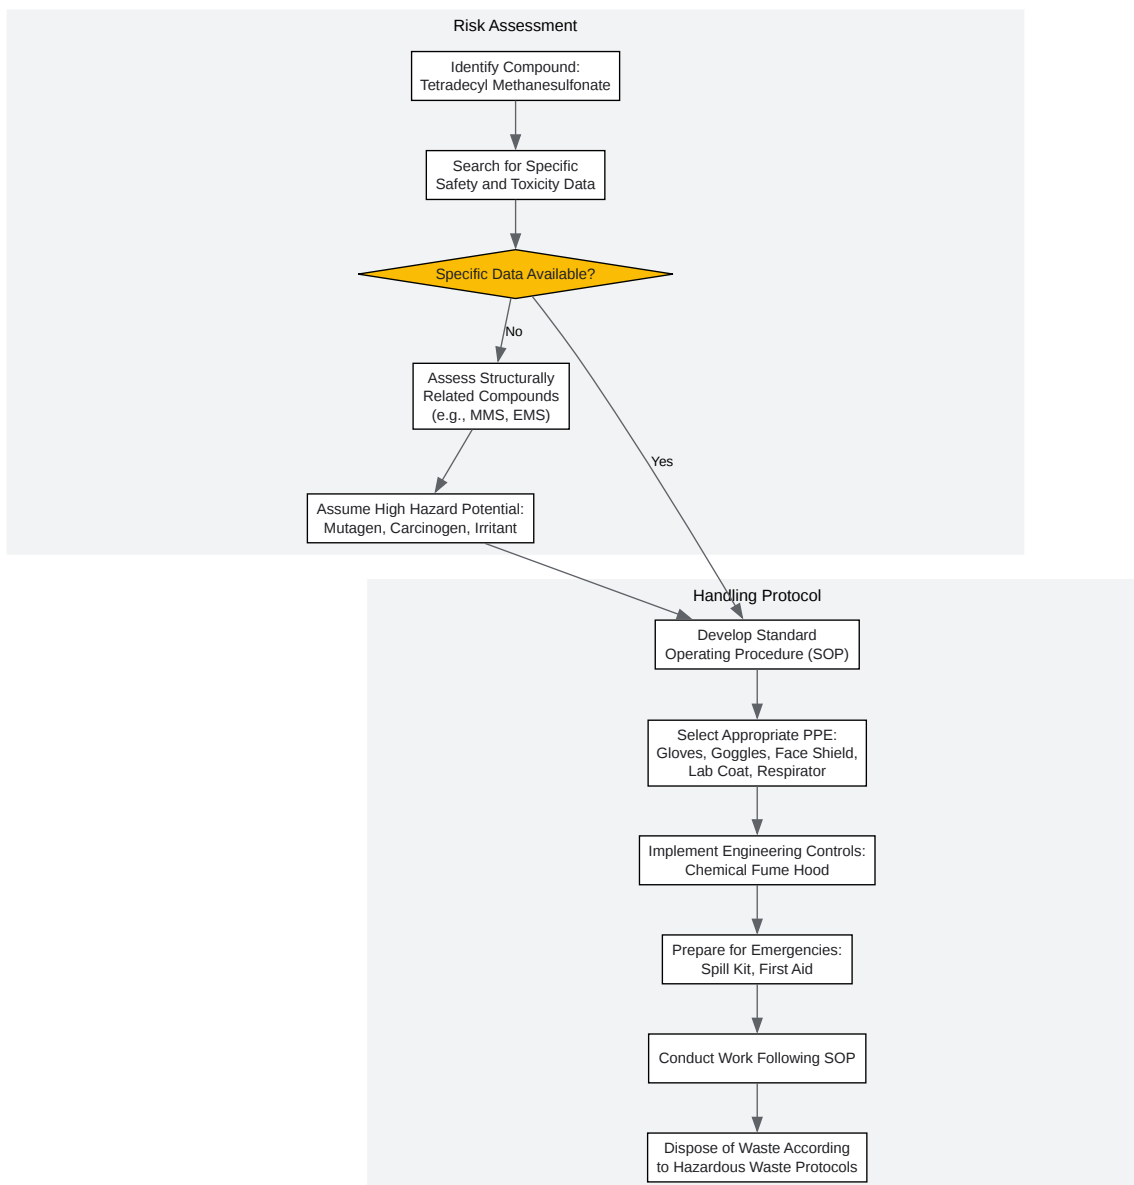 Risk Assessment
Identify Compound:
Tetradecyl Methanesulfonate
Search for Specific
Safety and Toxicity Data
Specific Data Available?
No
Assess Structurally
Related Compounds
(e.g., MMS, EMS)
Yes
Assume High Hazard Potential:
Mutagen, Carcinogen, Irritant
Handling Protocol
Develop Standard
Operating Procedure (SOP)
Select Appropriate PPE:
Gloves, Goggles, Face Shield,
Lab Coat, Respirator
Implement Engineering Controls:
Chemical Fume Hood
Prepare for Emergencies:
Spill Kit, First Aid
Conduct Work Following SOP
Dispose of Waste According
to Hazardous Waste Protocols